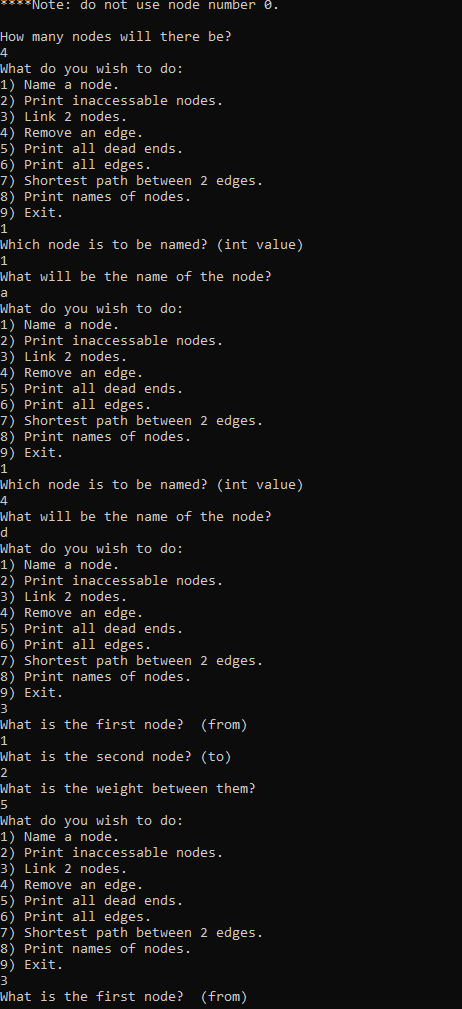 ****Note: do not use node number 0.
How many nodes will there be?
4
What do you wish to do:
1) Name a node.
2) Print inaccessable nodes.
3) Link 2 nodes.
4) Remove an edge.
5) Print all dead ends.
6) Print all edges.
7) Shortest path between 2 edges.
8) Print names of nodes.
9) Exit.
1
Which node is to be named? (int value)
1
What will be the name of the node?
a
What do you wish to do:
1) Name a node.
2) Print inaccessable nodes.
3) Link 2 nodes.
4) Remove an edge.
5) Print all dead ends.
6) Print all edges.
7) Shortest path between 2 edges.
8) Print names of nodes.
9) Exit.
1
Which node is to be named? (int value)
4
What will be the name of the node?
d
What do you wish to do:
1) Name a node.
2) Print inaccessable nodes.
3) Link 2 nodes.
4) Remove an edge.
5) Print all dead ends.
6) Print all edges.
7) Shortest path between 2 edges.
8) Print names of nodes.
9) Exit.
3
What is the first node?  (from)
1
What is the second node? (to)
2
What is the weight between them?
5
What do you wish to do:
1) Name a node.
2) Print inaccessable nodes.
3) Link 2 nodes.
4) Remove an edge.
5) Print all dead ends.
6) Print all edges.
7) Shortest path between 2 edges.
8) Print names of nodes.
9) Exit.
3
What is the first node?  (from)